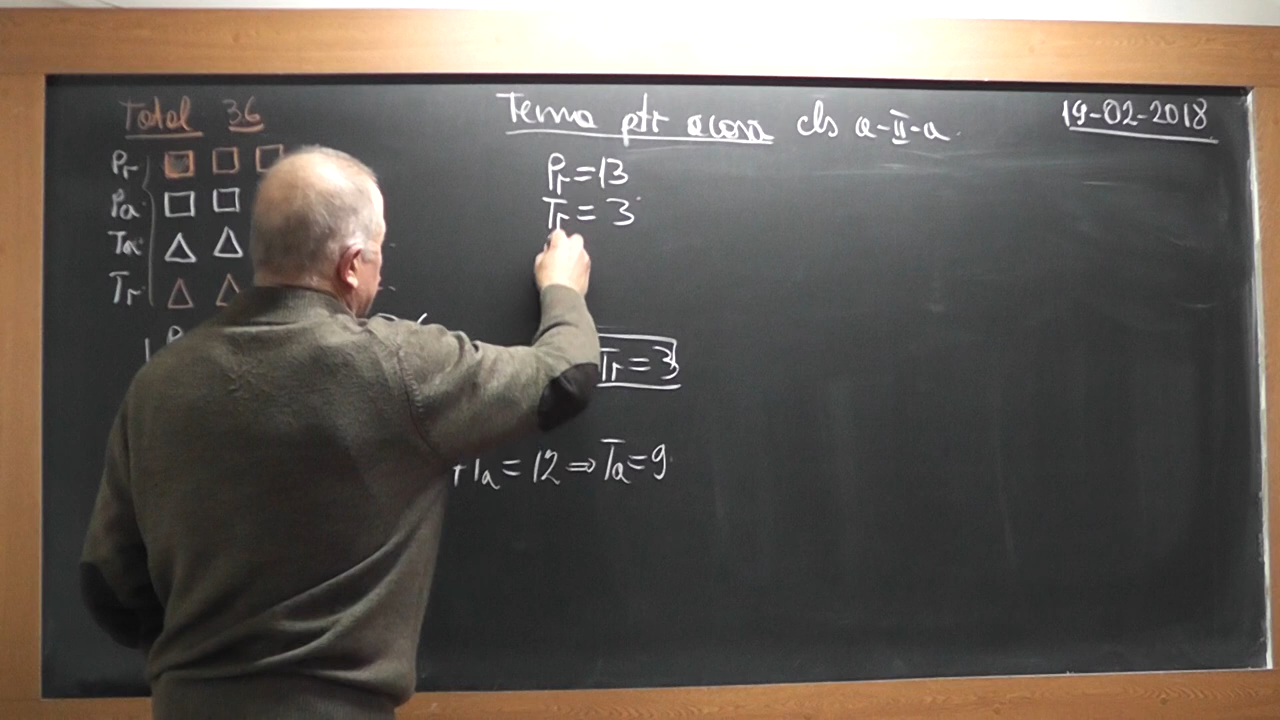 Total 36
Tema ptr acasă cls a-II-a
19-02-2018
Pr
Pa
Ta
Tr
Pr = 13
Tr = 3
Tr = 3
+Ta = 12 ⇒ Ta = 9